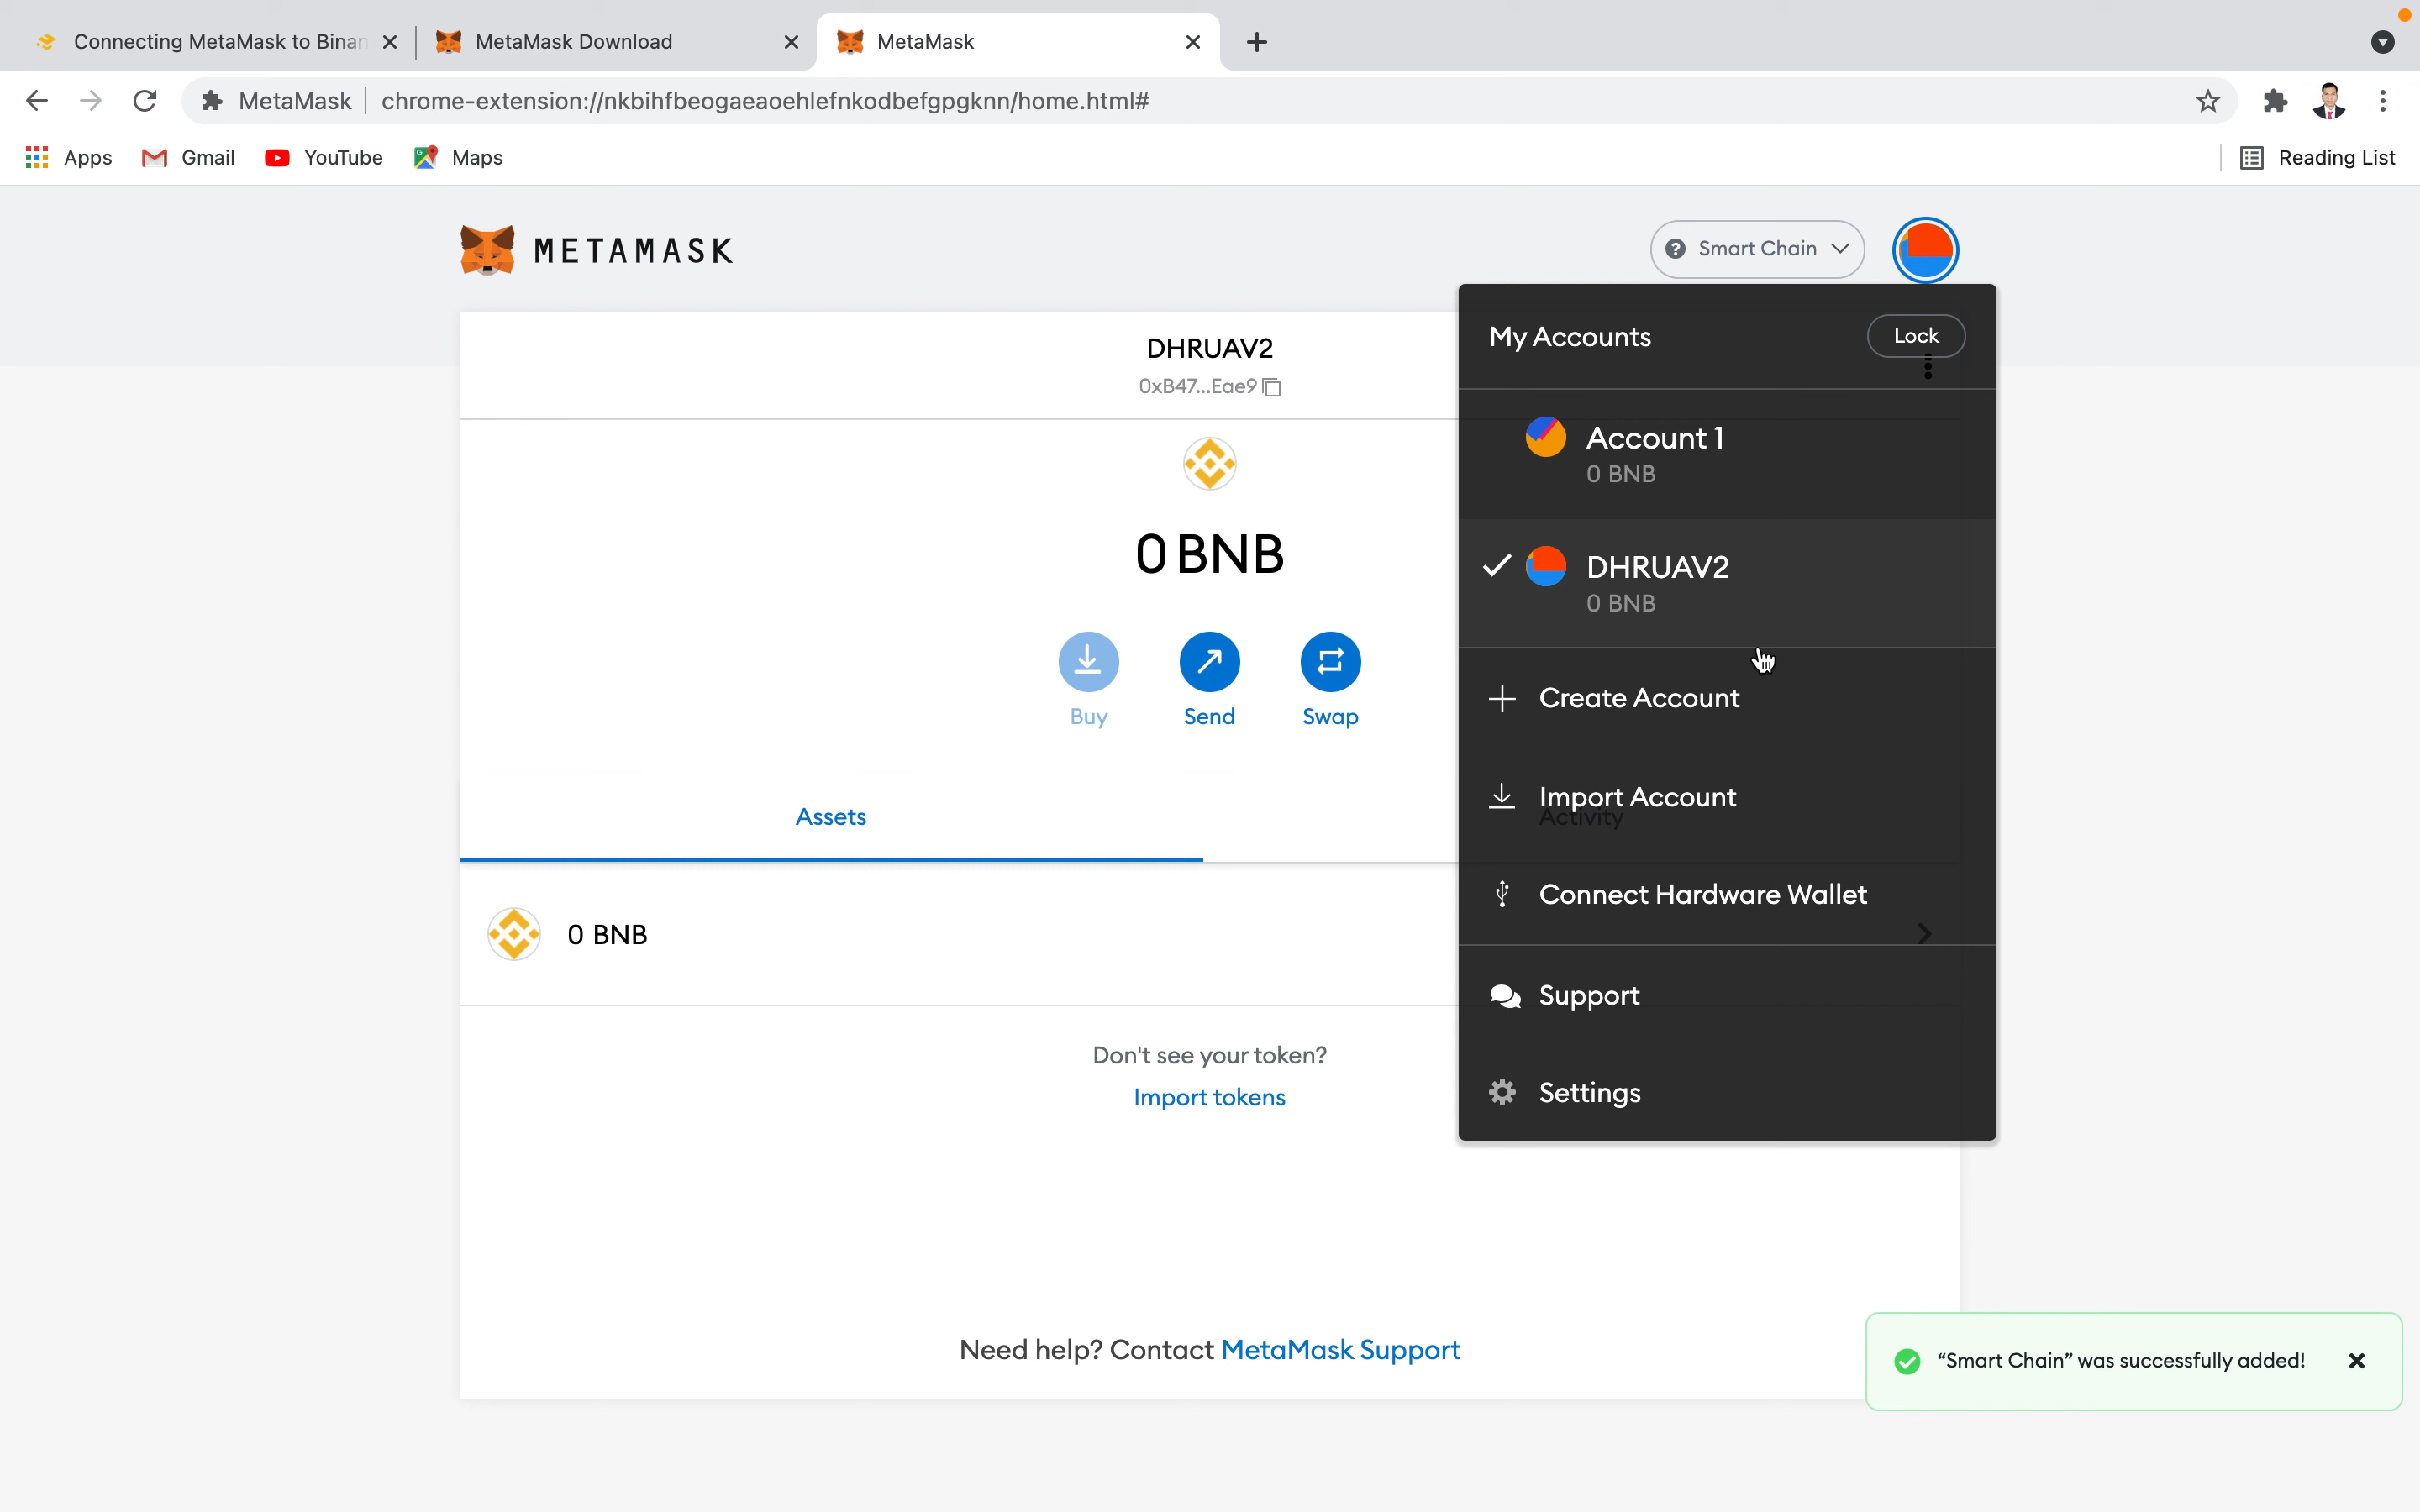 Connecting MetaMask to Binan
MetaMask Download
MetaMask
MetaMask
chrome-extension://nkbihfbeogaeaoehlefnkodbefgpgknn/home.html#
Apps
Gmail
YouTube
Maps
Reading List
METAMASK
Smart Chain
DHRUAV2
0xB47...Eae9
0 BNB
Buy
Send
Swap
Assets
Activity
0 BNB
Don't see your token?
Import tokens
Need help? Contact MetaMask Support
My Accounts
Lock
Account 1
0 BNB
DHRUAV2
0 BNB
Create Account
Import Account
Connect Hardware Wallet
Support
Settings
“Smart Chain” was successfully added!